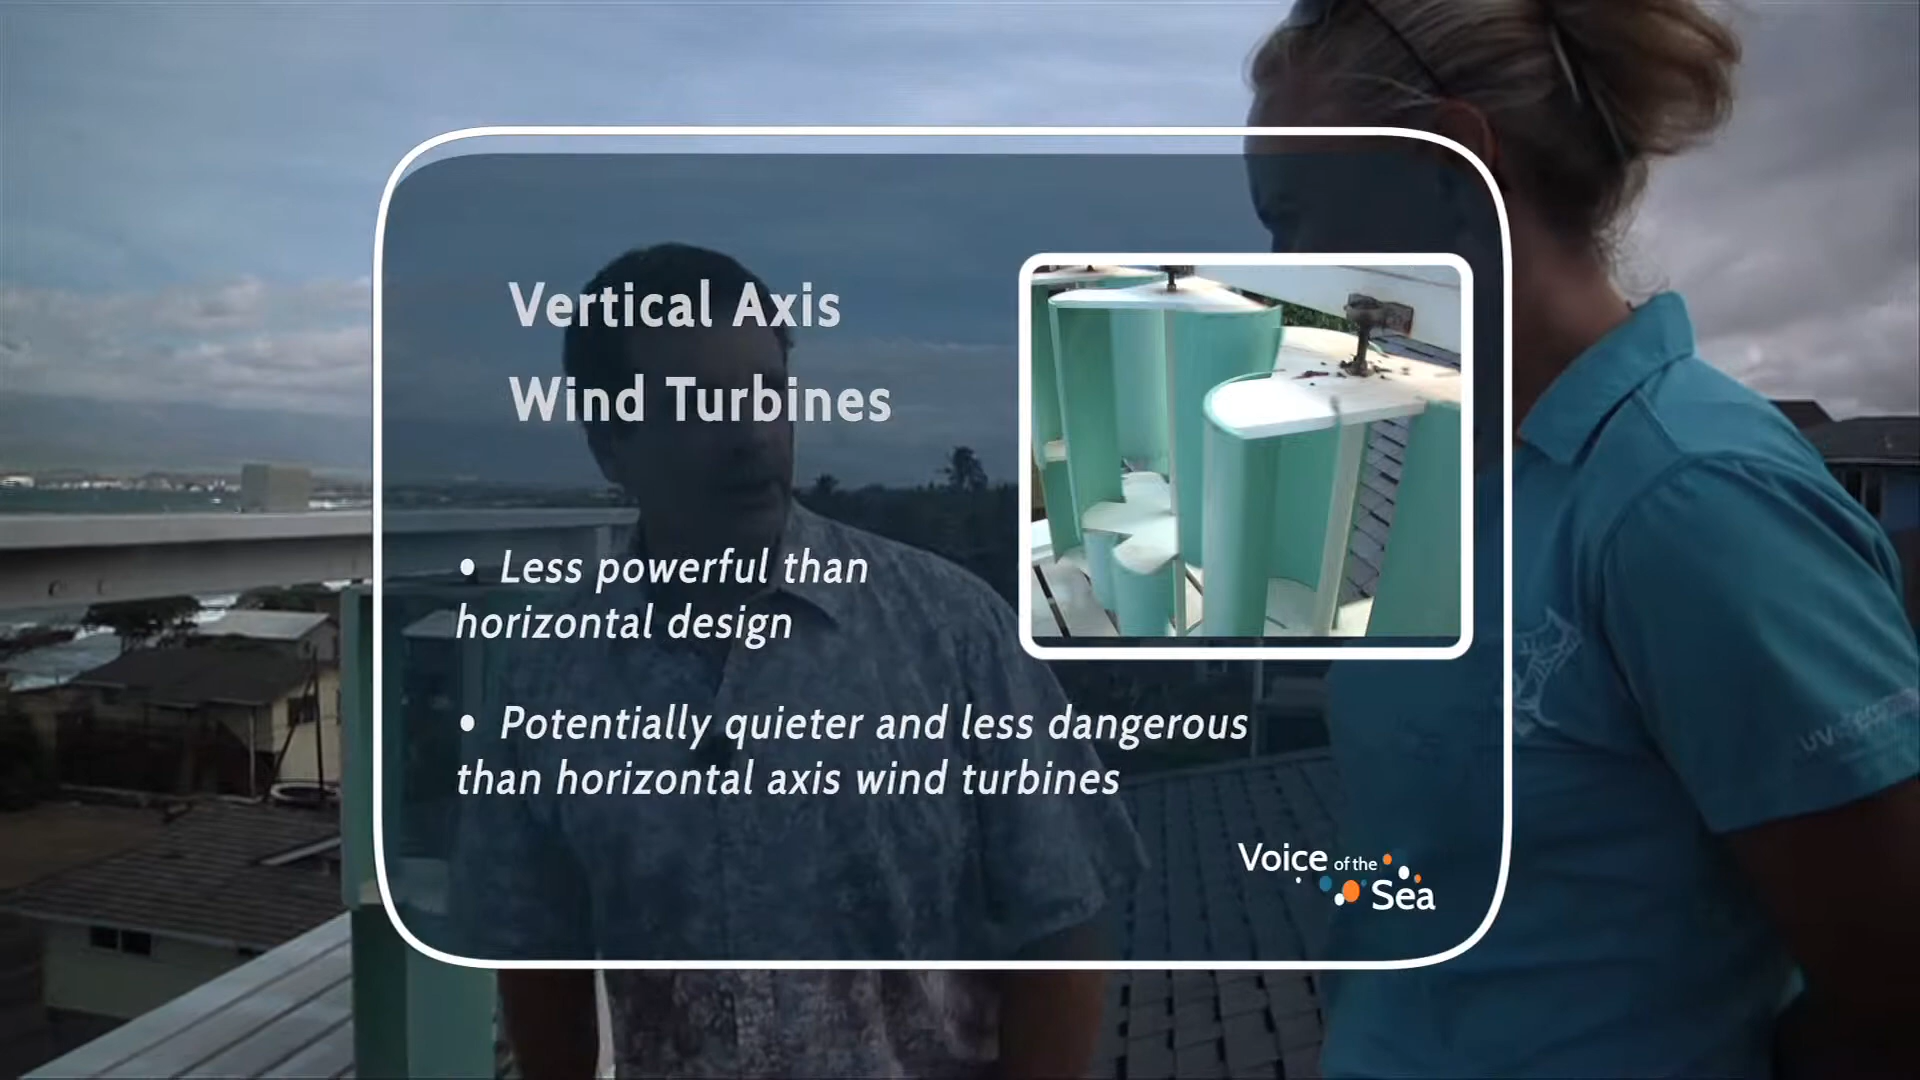 Vertical Axis
Wind Turbines
• Less powerful than
horizontal design
• Potentially quieter and less dangerous
than horizontal axis wind turbines
Voice of the
Sea